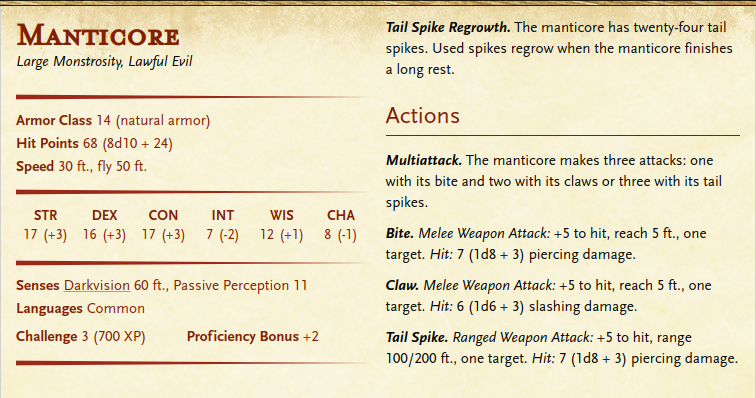 Manticore
Large Monstrosity, Lawful Evil
Armor Class 14 (natural armor)
Hit Points 68 (8d10 + 24)
Speed 30 ft., fly 50 ft.
STR DEX CON INT WIS CHA
17 (+3) 16 (+3) 17 (+3) 7 (-2) 12 (+1) 8 (-1)
Senses Darkvision 60 ft., Passive Perception 11
Languages Common
Challenge 3 (700 XP) Proficiency Bonus +2
Tail Spike Regrowth. The manticore has twenty-four tail
spikes. Used spikes regrow when the manticore finishes
a long rest.
Actions
Multiattack. The manticore makes three attacks: one
with its bite and two with its claws or three with its tail
spikes.
Bite. Melee Weapon Attack: +5 to hit, reach 5 ft., one
target. Hit: 7 (1d8 + 3) piercing damage.
Claw. Melee Weapon Attack: +5 to hit, reach 5 ft., one
target. Hit: 6 (1d6 + 3) slashing damage.
Tail Spike. Ranged Weapon Attack: +5 to hit, range
100/200 ft., one target. Hit: 7 (1d8 + 3) piercing damage.